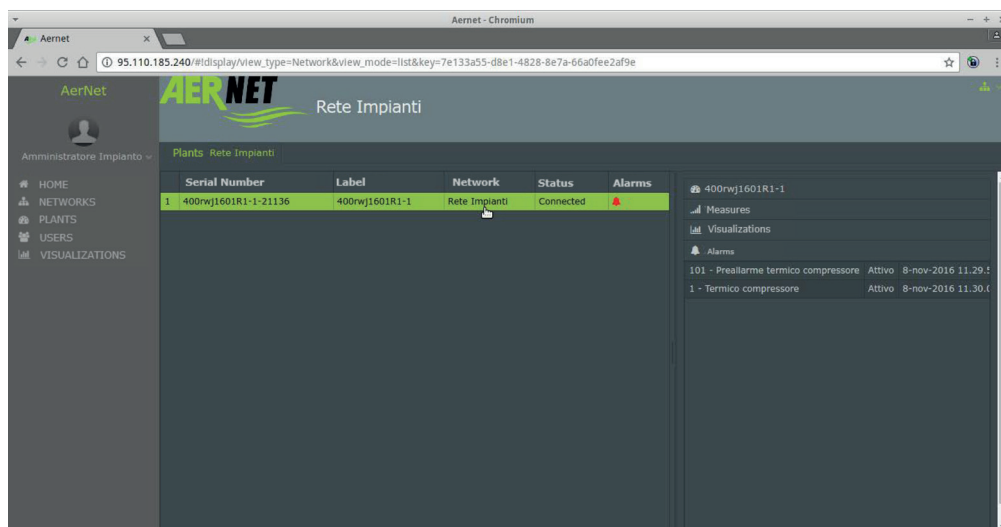 Aernet - Chromium
Aernet
95.110.185.240/#!display/view_type=Network&view_mode=list&key=7e133a55-d8e1-4828-8e7a-66a0fee2af9e
AerNet
Amministratore Impianto
HOME
NETWORKS
PLANTS
USERS
VISUALIZATIONS
AERNET
Rete Impianti
Plants Rete Impianti
Serial Number Label Network Status Alarms
1 400rwj1601R1-1-21136 400rwj1601R1-1 Rete Impianti Connected
400rwj1601R1-1
Measures
Visualizations
Alarms
101 - Preallarme termico compressore Attivo 8-nov-2016 11.29.5
1 - Termico compressore Attivo 8-nov-2016 11.30.0